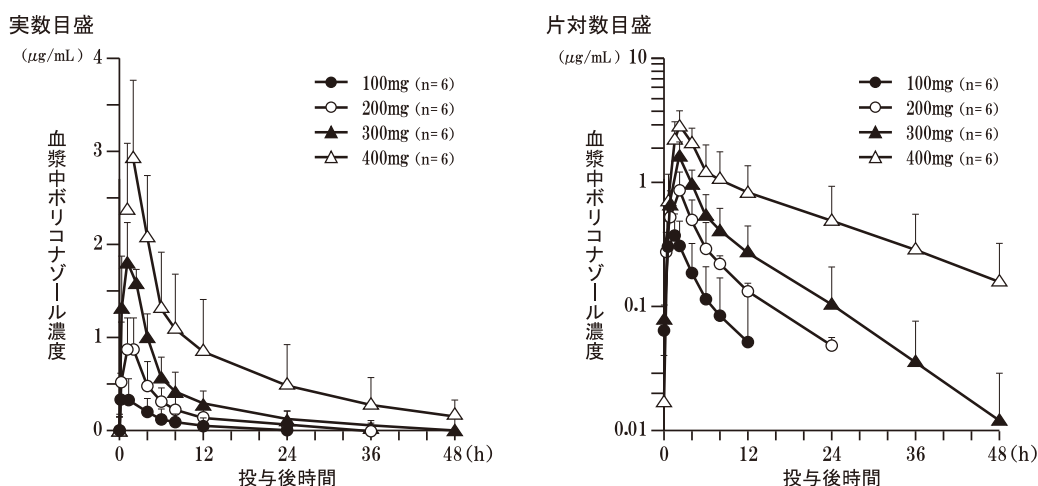 実数目盛
(μg/mL)
4
3
2
1
0
血漿中ボリコナゾール濃度
100mg (n=6)
200mg (n=6)
300mg (n=6)
400mg (n=6)
0 12 24 36 48(h)
投与後時間
片対数目盛
(μg/mL)
10
1
0.1
0.01
血漿中ボリコナゾール濃度
100mg (n=6)
200mg (n=6)
300mg (n=6)
400mg (n=6)
0 12 24 36 48(h)
投与後時間